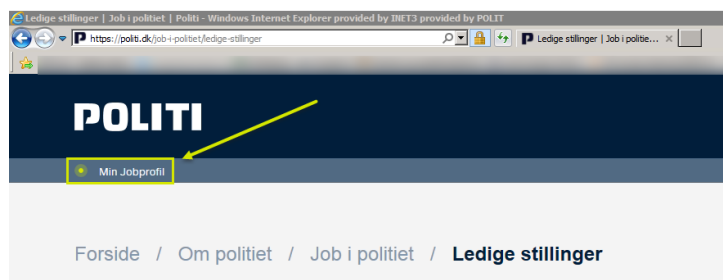 Ledige stillinger | Job i politiet | Politi - Windows Internet Explorer provided by INET3 provided by POLIT
https://politi.dk/job-i-politiet/ledige-stillinger
Ledige stillinger | Job i politie... ×
POLITI
Min Jobprofil
Forside / Om politiet / Job i politiet / Ledige stillinger